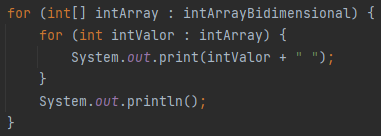 for (int[] intArray : intArrayBidimensional) {
    for (int intValor : intArray) {
        System.out.print(intValor + " ");
    }
    System.out.println();
}